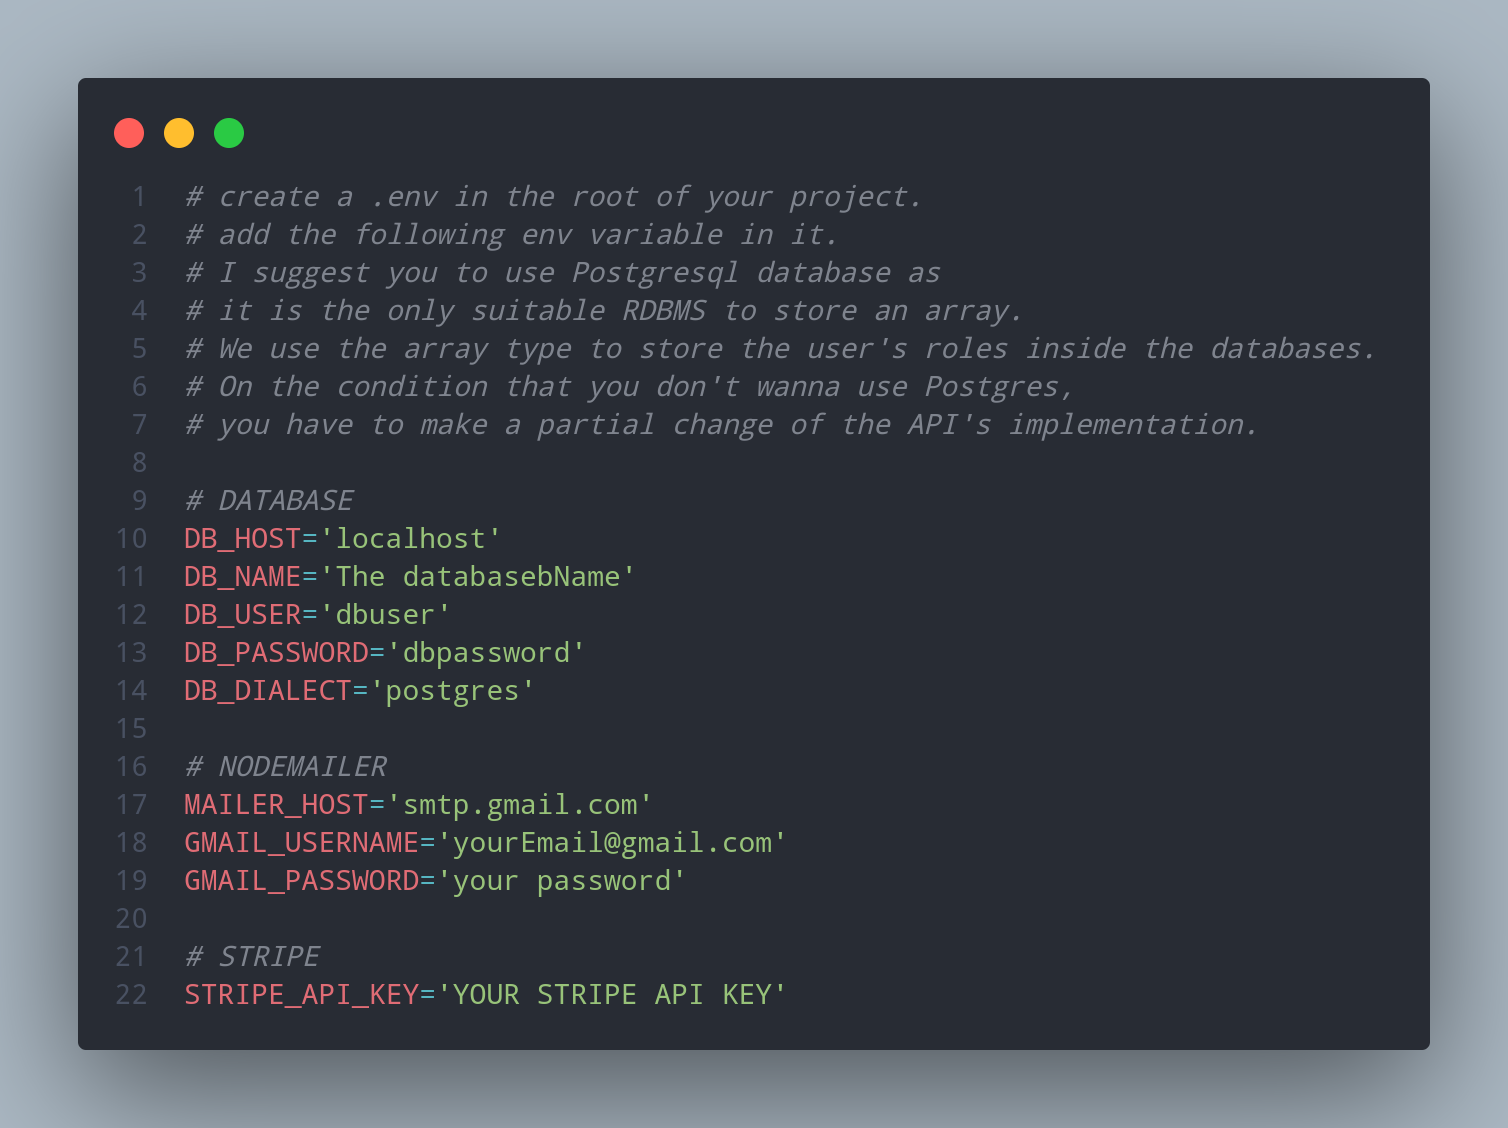 1 # create a .env in the root of your project.
2 # add the following env variable in it.
3 # I suggest you to use Postgresql database as
4 # it is the only suitable RDBMS to store an array.
5 # We use the array type to store the user's roles inside the databases.
6 # On the condition that you don't wanna use Postgres,
7 # you have to make a partial change of the API's implementation.
8
9 # DATABASE
10 DB_HOST='localhost'
11 DB_NAME='The databasebName'
12 DB_USER='dbuser'
13 DB_PASSWORD='dbpassword'
14 DB_DIALECT='postgres'
15
16 # NODEMAILER
17 MAILER_HOST='smtp.gmail.com'
18 GMAIL_USERNAME='yourEmail@gmail.com'
19 GMAIL_PASSWORD='your password'
20
21 # STRIPE
22 STRIPE_API_KEY='YOUR STRIPE API KEY'